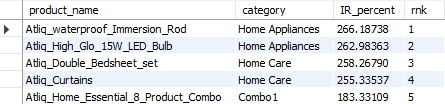 product_name category IR_percent rnk
Atliq_waterproof_Immersion_Rod Home Appliances 266.18738 1
Atliq_High_Glo_15W_LED_Bulb Home Appliances 262.98363 2
Atliq_Double_Bedsheet_set Home Care 258.26790 3
Atliq_Curtains Home Care 255.33537 4
Atliq_Home_Essential_8_Product_Combo Combo1 183.33109 5